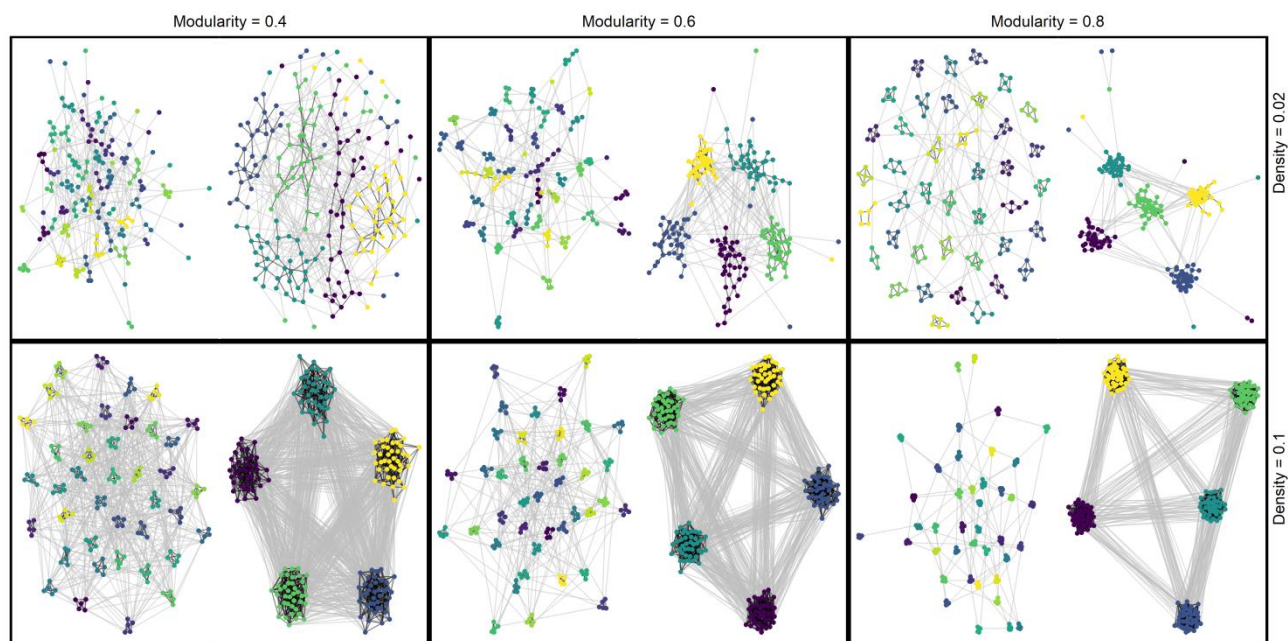 Modularity = 0.4
Modularity = 0.6
Modularity = 0.8
Density = 0.02
Density = 0.1